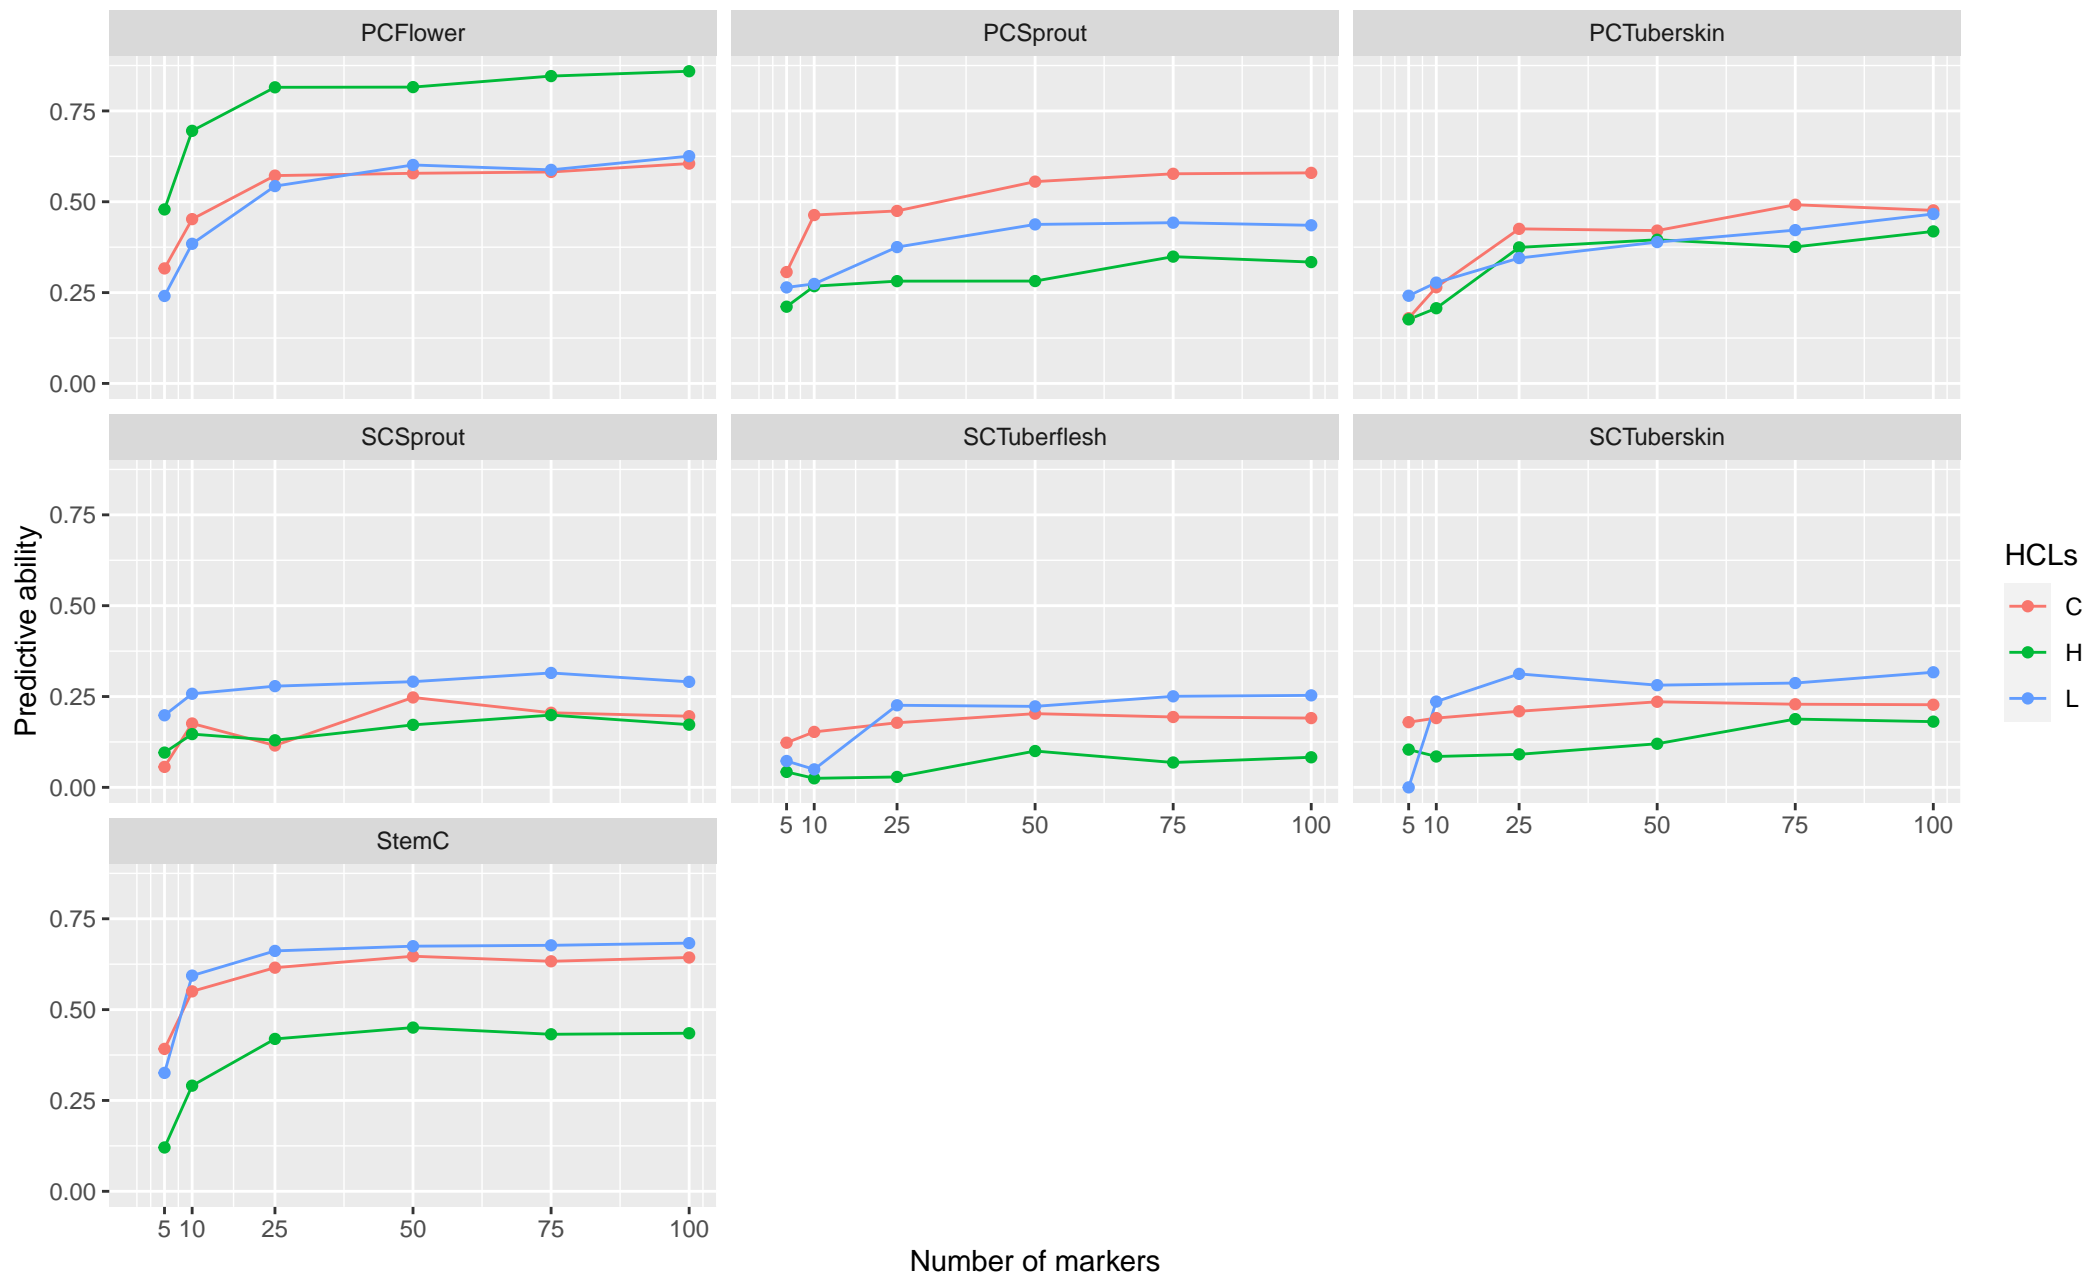 PCFlower PCSprout PCTuberskin
0.75
0.50
0.25
0.00
SCSprout SCTuberflesh SCTuberskin
0.75
0.50
0.25
0.00
5 10 25 50 75 100 5 10 25 50 75 100
StemC
0.75
0.50
0.25
0.00
5 10 25 50 75 100
Number of markers
Predictive ability
HCLs
C
H
L